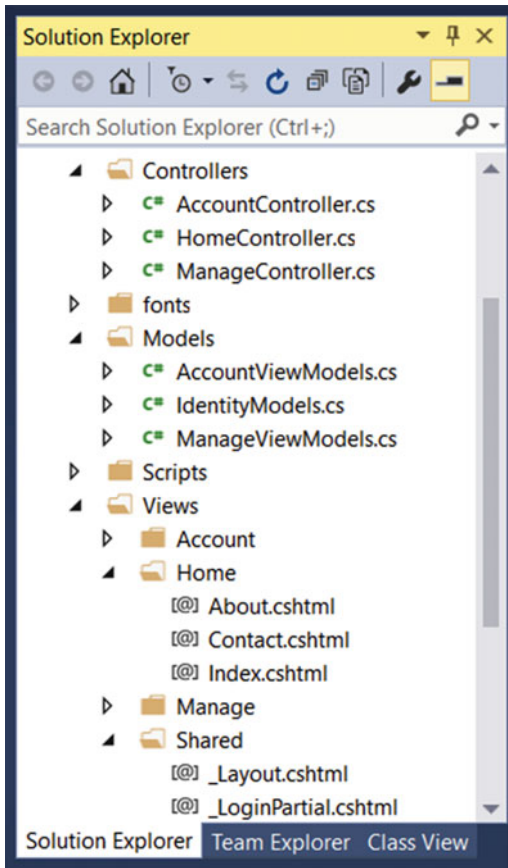 Solution Explorer
Search Solution Explorer (Ctrl+;)
Controllers
C# AccountController.cs
C# HomeController.cs
C# ManageController.cs
fonts
Models
C# AccountViewModels.cs
C# IdentityModels.cs
C# ManageViewModels.cs
Scripts
Views
Account
Home
[@] About.cshtml
[@] Contact.cshtml
[@] Index.cshtml
Manage
Shared
[@] _Layout.cshtml
[@] _LoginPartial.cshtml
Solution Explorer Team Explorer Class View